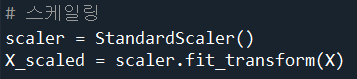 # 스케일링
scaler = StandardScaler()
X_scaled = scaler.fit_transform(X)